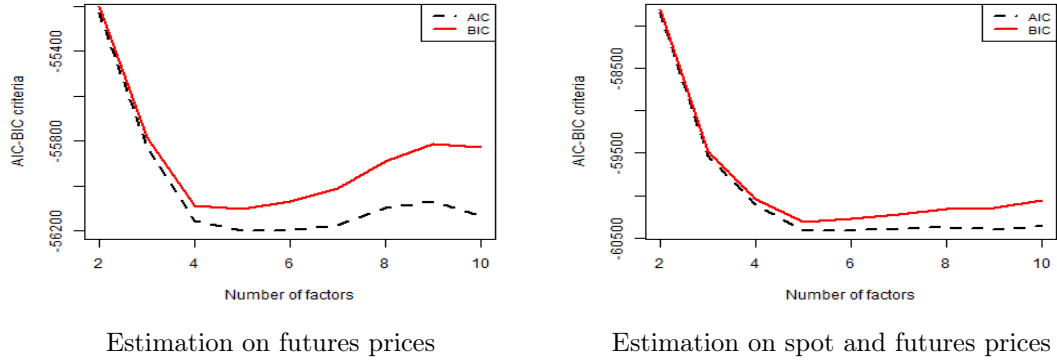 AIC
BIC
-55400
-55800
-56200
AIC-BIC criteria
2 4 6 8 10
Number of factors
Estimation on futures prices
AIC
BIC
-58500
-59500
-60500
AIC-BIC criteria
2 4 6 8 10
Number of factors
Estimation on spot and futures prices